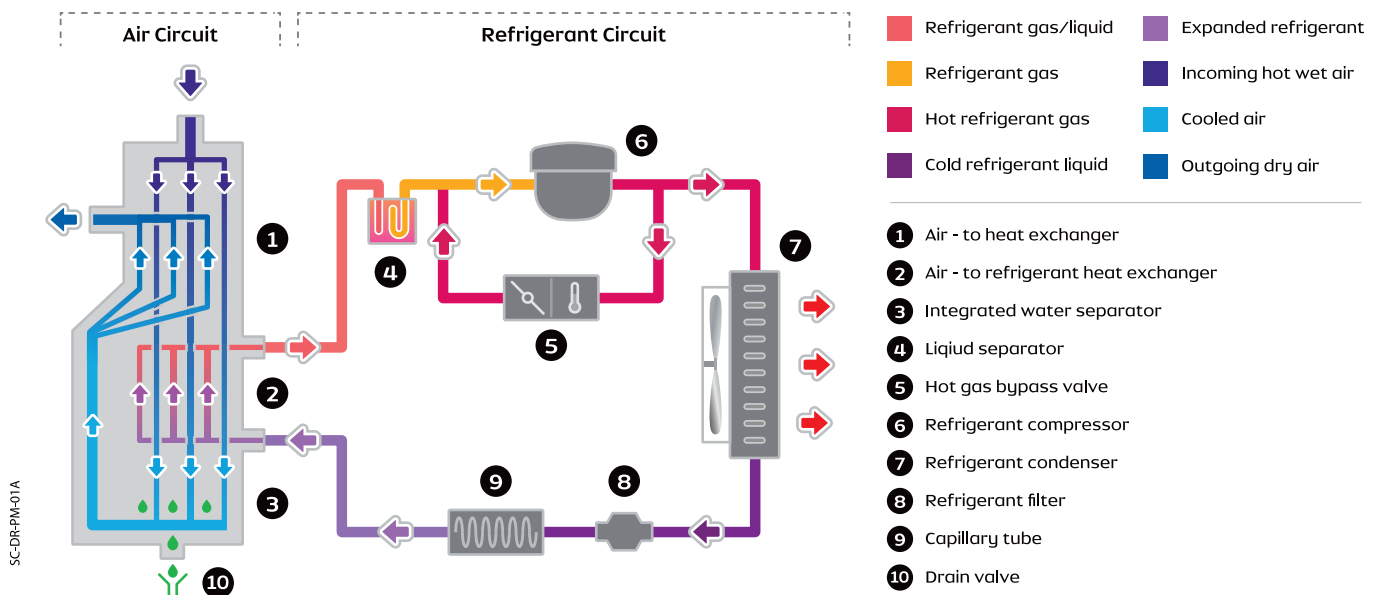 Air Circuit
Refrigerant Circuit
Refrigerant gas/liquid
Expanded refrigerant
Refrigerant gas
Incoming hot wet air
Hot refrigerant gas
Cooled air
Cold refrigerant liquid
Outgoing dry air
1 Air - to heat exchanger
2 Air - to refrigerant heat exchanger
3 Integrated water separator
4 Liqiud separator
5 Hot gas bypass valve
6 Refrigerant compressor
7 Refrigerant condenser
8 Refrigerant filter
9 Capillary tube
10 Drain valve
1
2
3
4
5
6
7
8
9
10
SC-DR-PM-01A